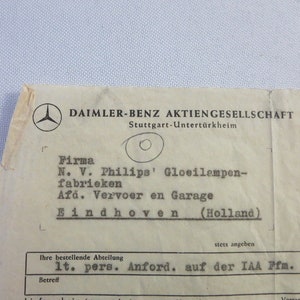 DAIMLER-BENZ AKTIENGESELLSCHAFT
Stuttgart-Untertürkheim
Firma
N. V. Philips' Gloeilampen-
fabrieken
Afd. Vervoer en Garage
Eindhoven (Holland)
stets angeben
Ihre bestellende Abteilung
lt. pers. Anford. auf der IAA Ffm.
Betreff